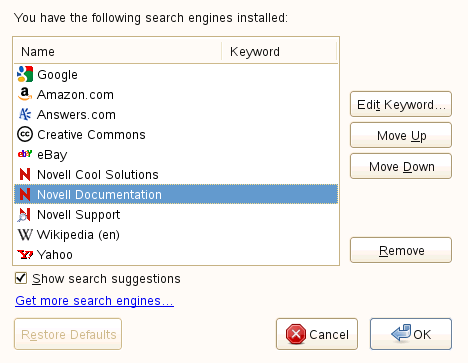 You have the following search engines installed:
Name Keyword
Google
Amazon.com
Answers.com
Creative Commons
eBay
Novell Cool Solutions
Novell Documentation
Novell Support
Wikipedia (en)
Yahoo
Edit Keyword...
Move Up
Move Down
Remove
Show search suggestions
Get more search engines...
Restore Defaults Cancel OK